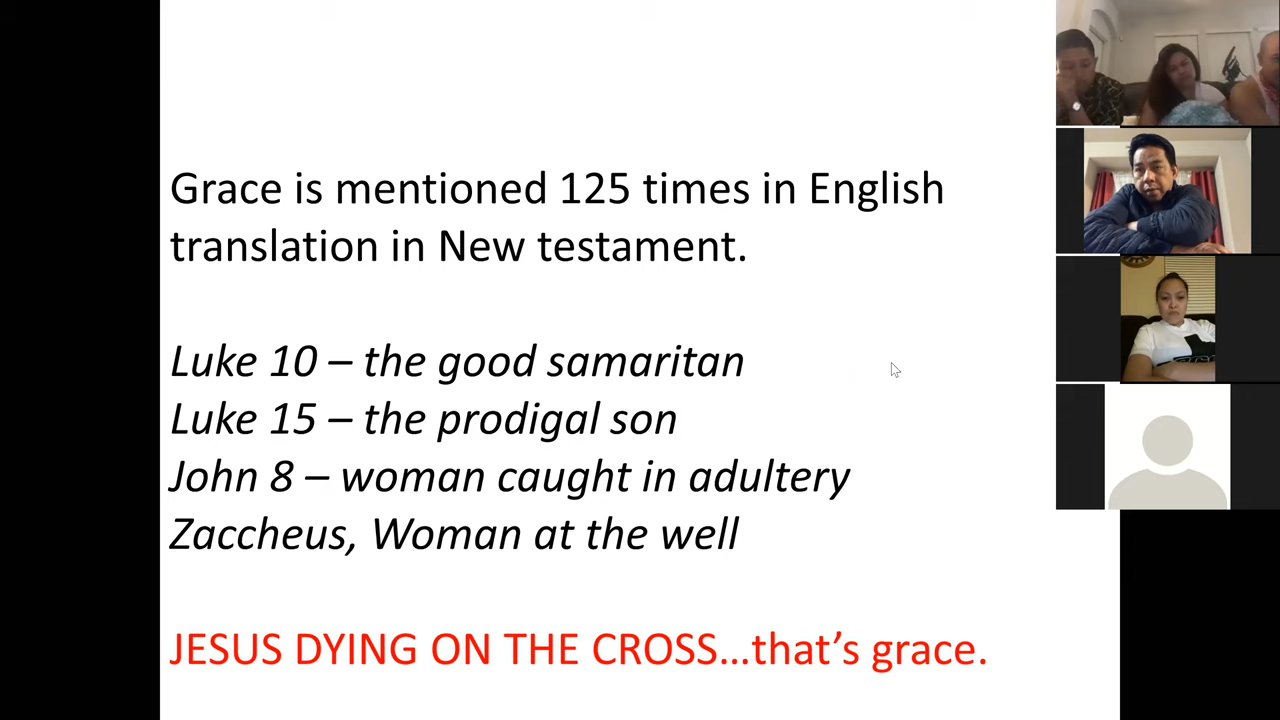 Grace is mentioned 125 times in English
translation in New testament.
Luke 10 – the good samaritan
Luke 15 – the prodigal son
John 8 – woman caught in adultery
Zaccheus, Woman at the well
JESUS DYING ON THE CROSS...that’s grace.